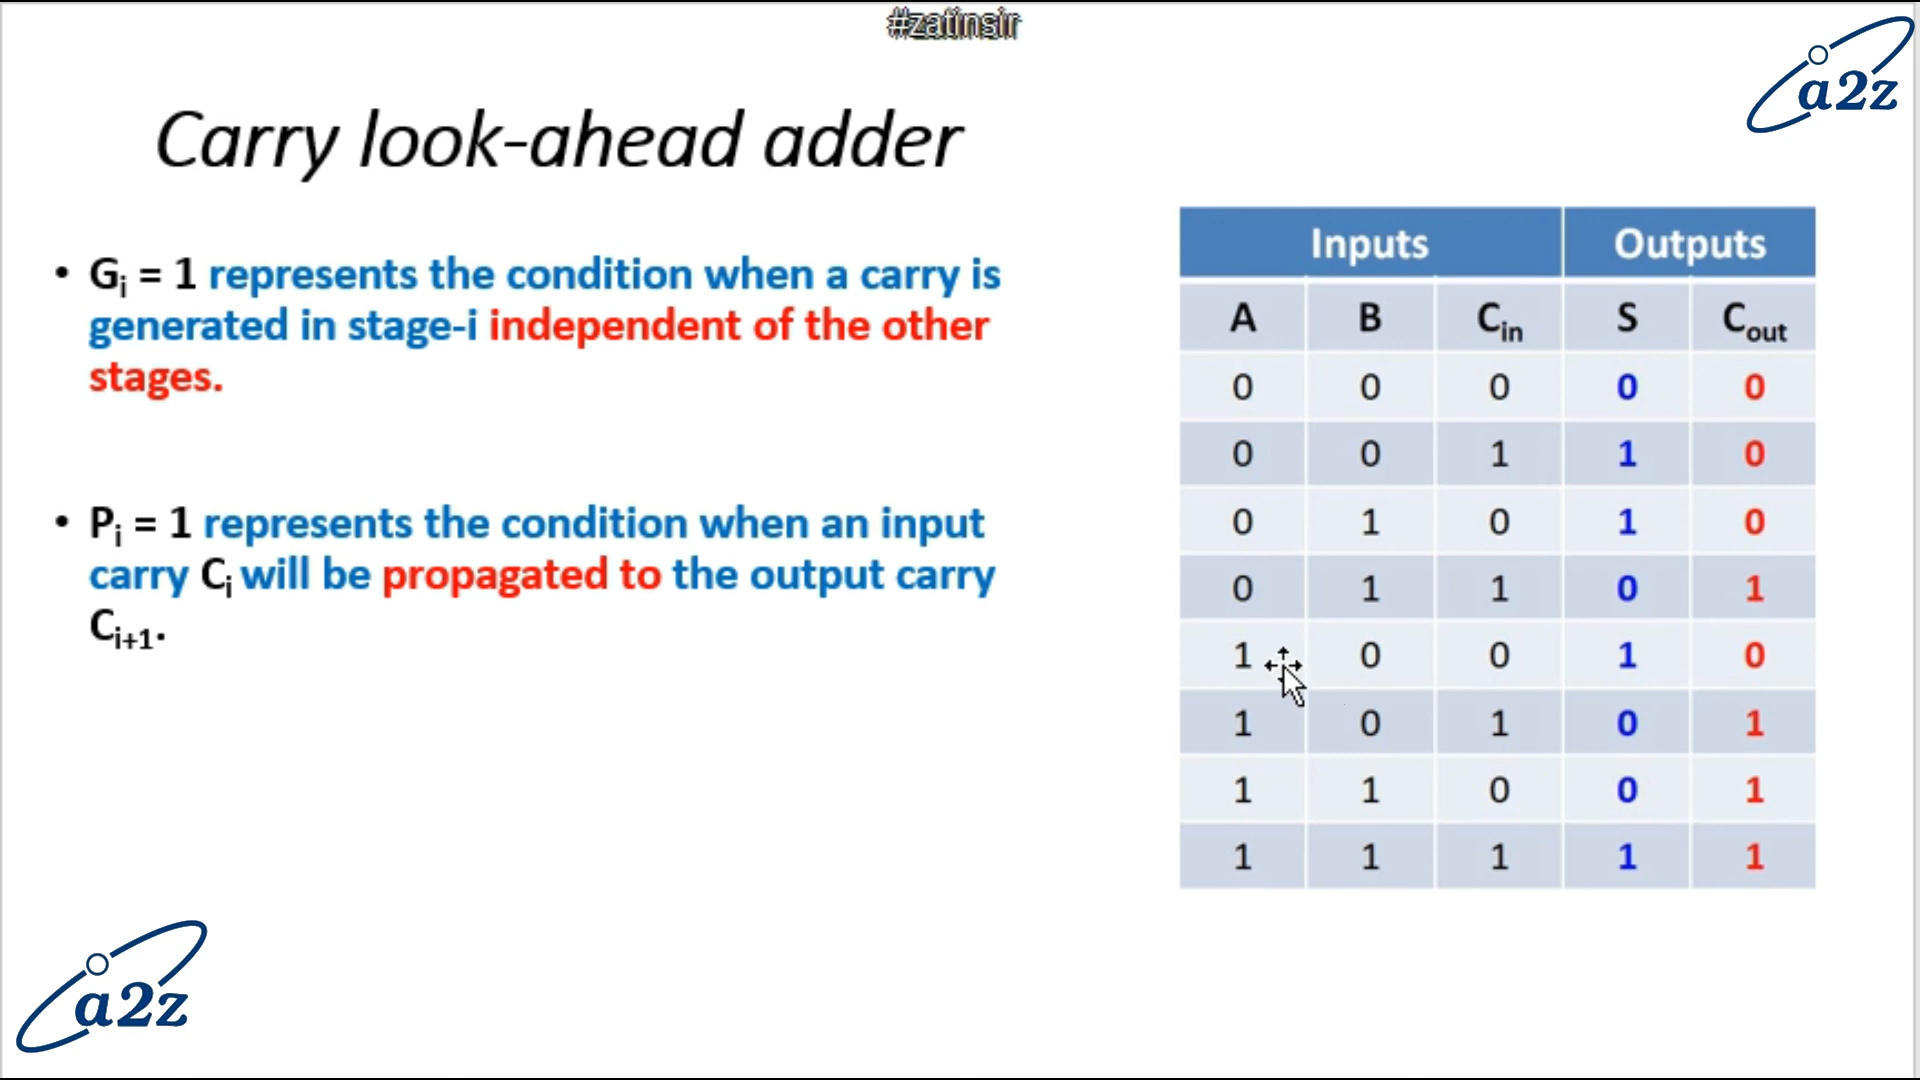 #zatinsir
a2z
Carry look-ahead adder
• Gi = 1 represents the condition when a carry is
generated in stage-i independent of the other
stages.
• Pi = 1 represents the condition when an input
carry Ci will be propagated to the output carry
Ci+1.
Inputs Outputs
A B Cin S Cout
0 0 0 0 0
0 0 1 1 0
0 1 0 1 0
0 1 1 0 1
1 0 0 1 0
1 0 1 0 1
1 1 0 0 1
1 1 1 1 1
a2z